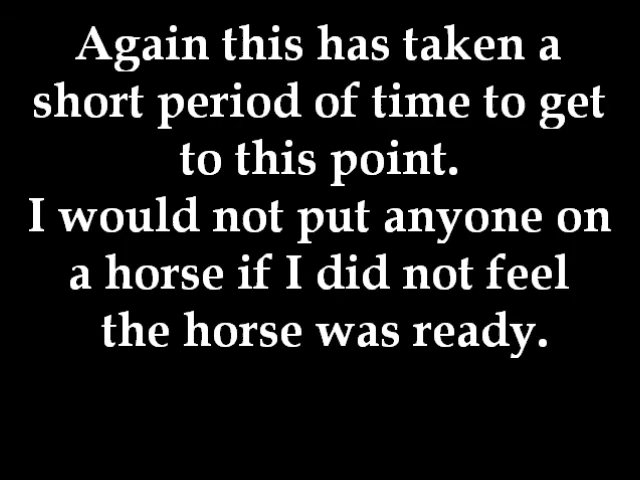 Again this has taken a
short period of time to get
to this point.
I would not put anyone on
a horse if I did not feel
the horse was ready.